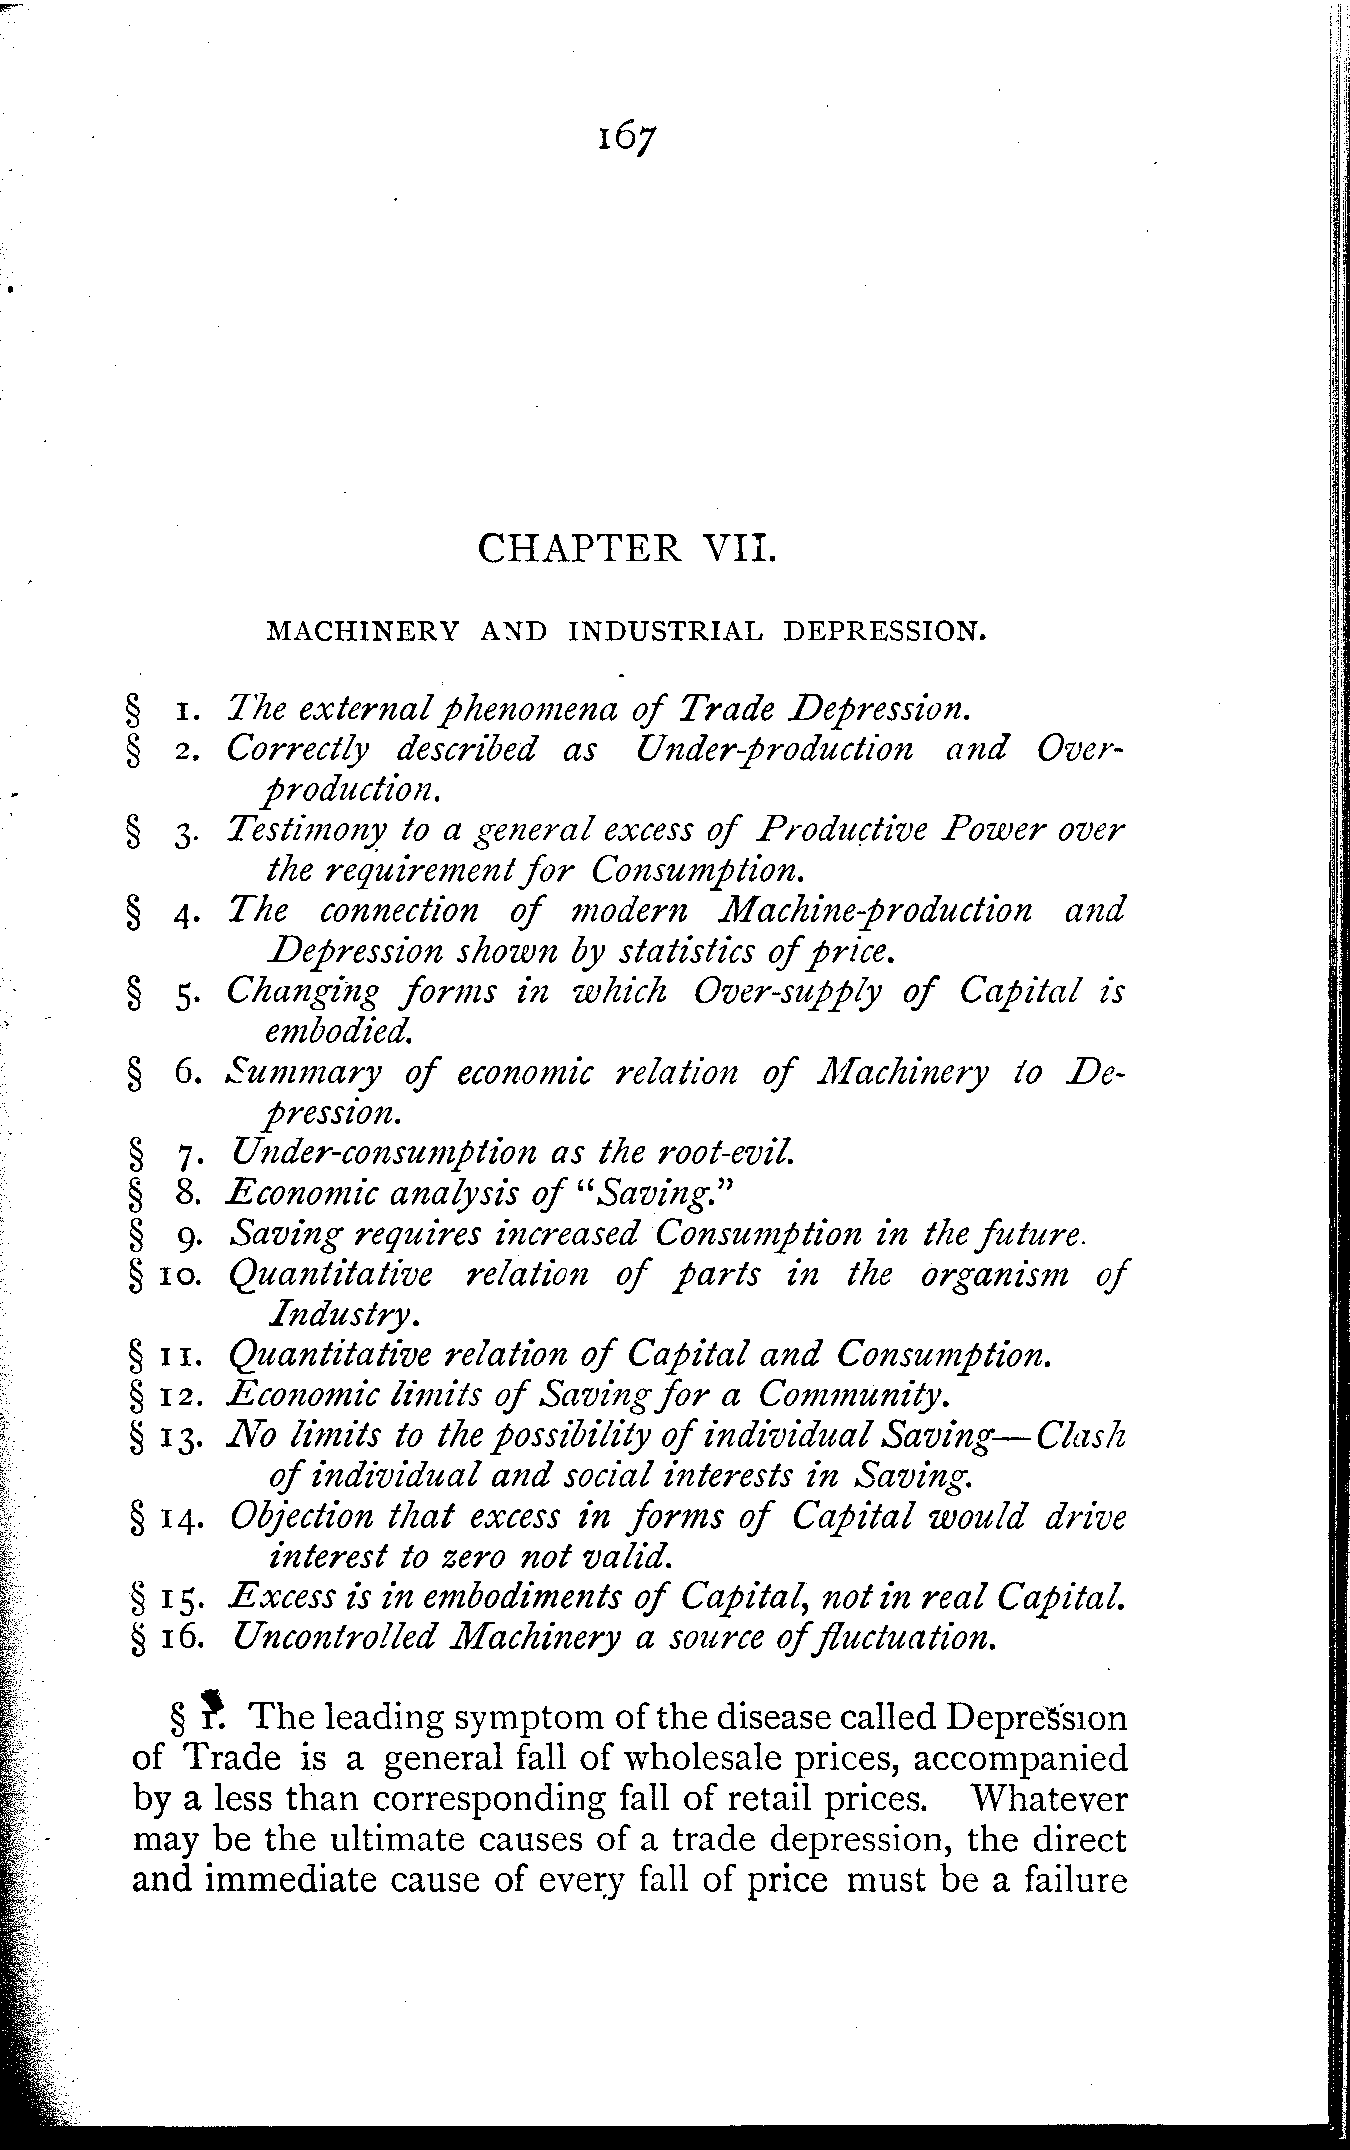 167
CHAPTER VII.
MACHINERY AND INDUSTRIAL DEPRESSION.
§ 1. The external phenomena of Trade Depression.
§ 2. Correctly described as Under-production and Over-
production.
§ 3. Testimony to a general excess of Productive Power over
the requirement for Consumption.
§ 4. The connection of modern Machine-production and
Depression shown by statistics of price.
§ 5. Changing forms in which Over-supply of Capital is
embodied.
§ 6. Summary of economic relation of Machinery to De-
pression.
§ 7. Under-consumption as the root-evil.
§ 8. Economic analysis of "Saving."
§ 9. Saving requires increased Consumption in the future.
§ 10. Quantitative relation of parts in the organism of
Industry.
§ 11. Quantitative relation of Capital and Consumption.
§ 12. Economic limits of Saving for a Community.
§ 13. No limits to the possibility of individual Saving—Clash
of individual and social interests in Saving.
§ 14. Objection that excess in forms of Capital would drive
interest to zero not valid.
§ 15. Excess is in embodiments of Capital, not in real Capital.
§ 16. Uncontrolled Machinery a source of fluctuation.
§ 1. The leading symptom of the disease called Depression
of Trade is a general fall of wholesale prices, accompanied
by a less than corresponding fall of retail prices. Whatever
may be the ultimate causes of a trade depression, the direct
and immediate cause of every fall of price must be a failure